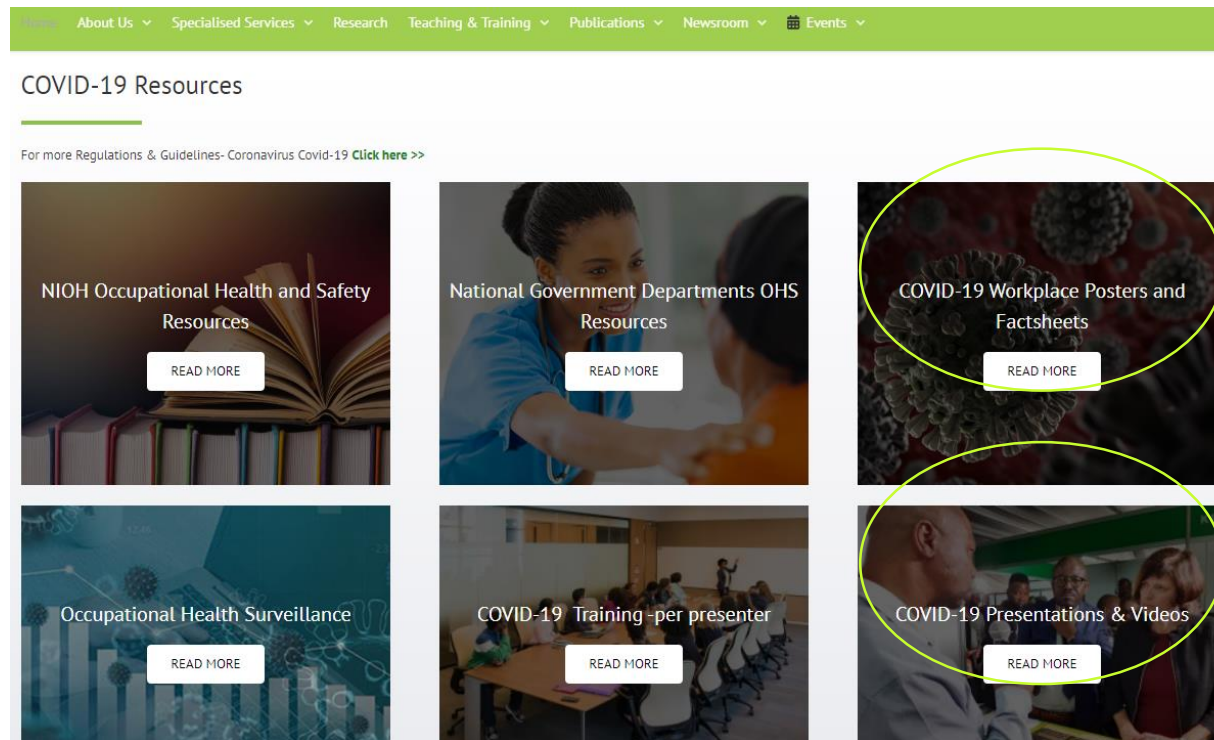 Home About Us Specialised Services Research Teaching & Training Publications Newsroom Events
COVID-19 Resources
For more Regulations & Guidelines- Coronavirus Covid-19 Click here >>
NIOH Occupational Health and Safety
Resources
READ MORE
National Government Departments OHS
Resources
READ MORE
COVID-19 Workplace Posters and
Factsheets
READ MORE
Occupational Health Surveillance
READ MORE
COVID-19 Training -per presenter
READ MORE
COVID-19 Presentations & Videos
READ MORE